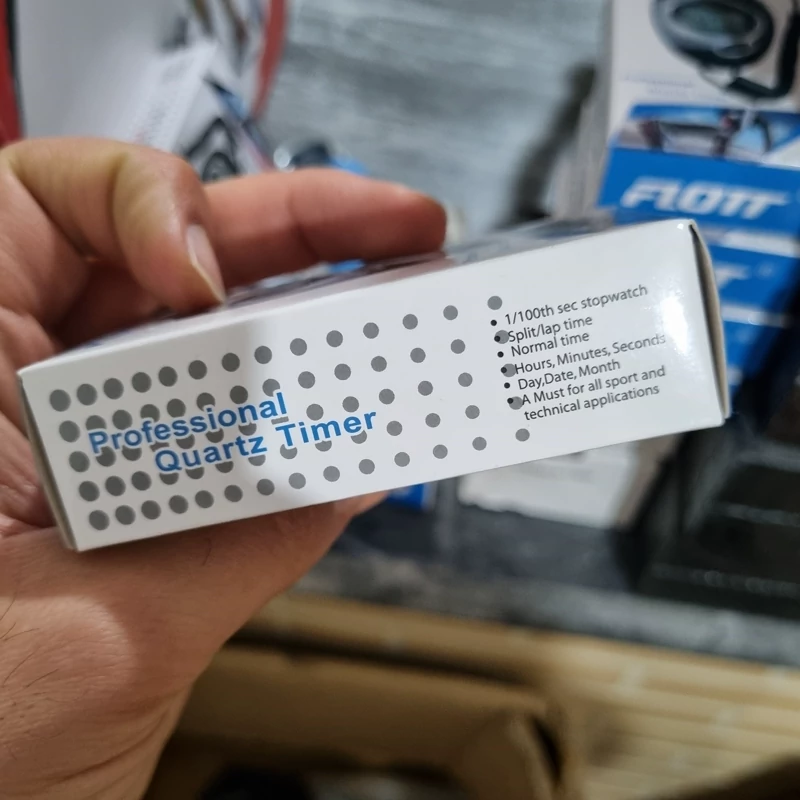 FLOTT
Professional
Quartz Timer
• 1/100th sec stopwatch
• Split/lap time
• Normal time
• Hours, Minutes, Seconds
• Day,Date, Month
• A Must for all sport and
technical applications